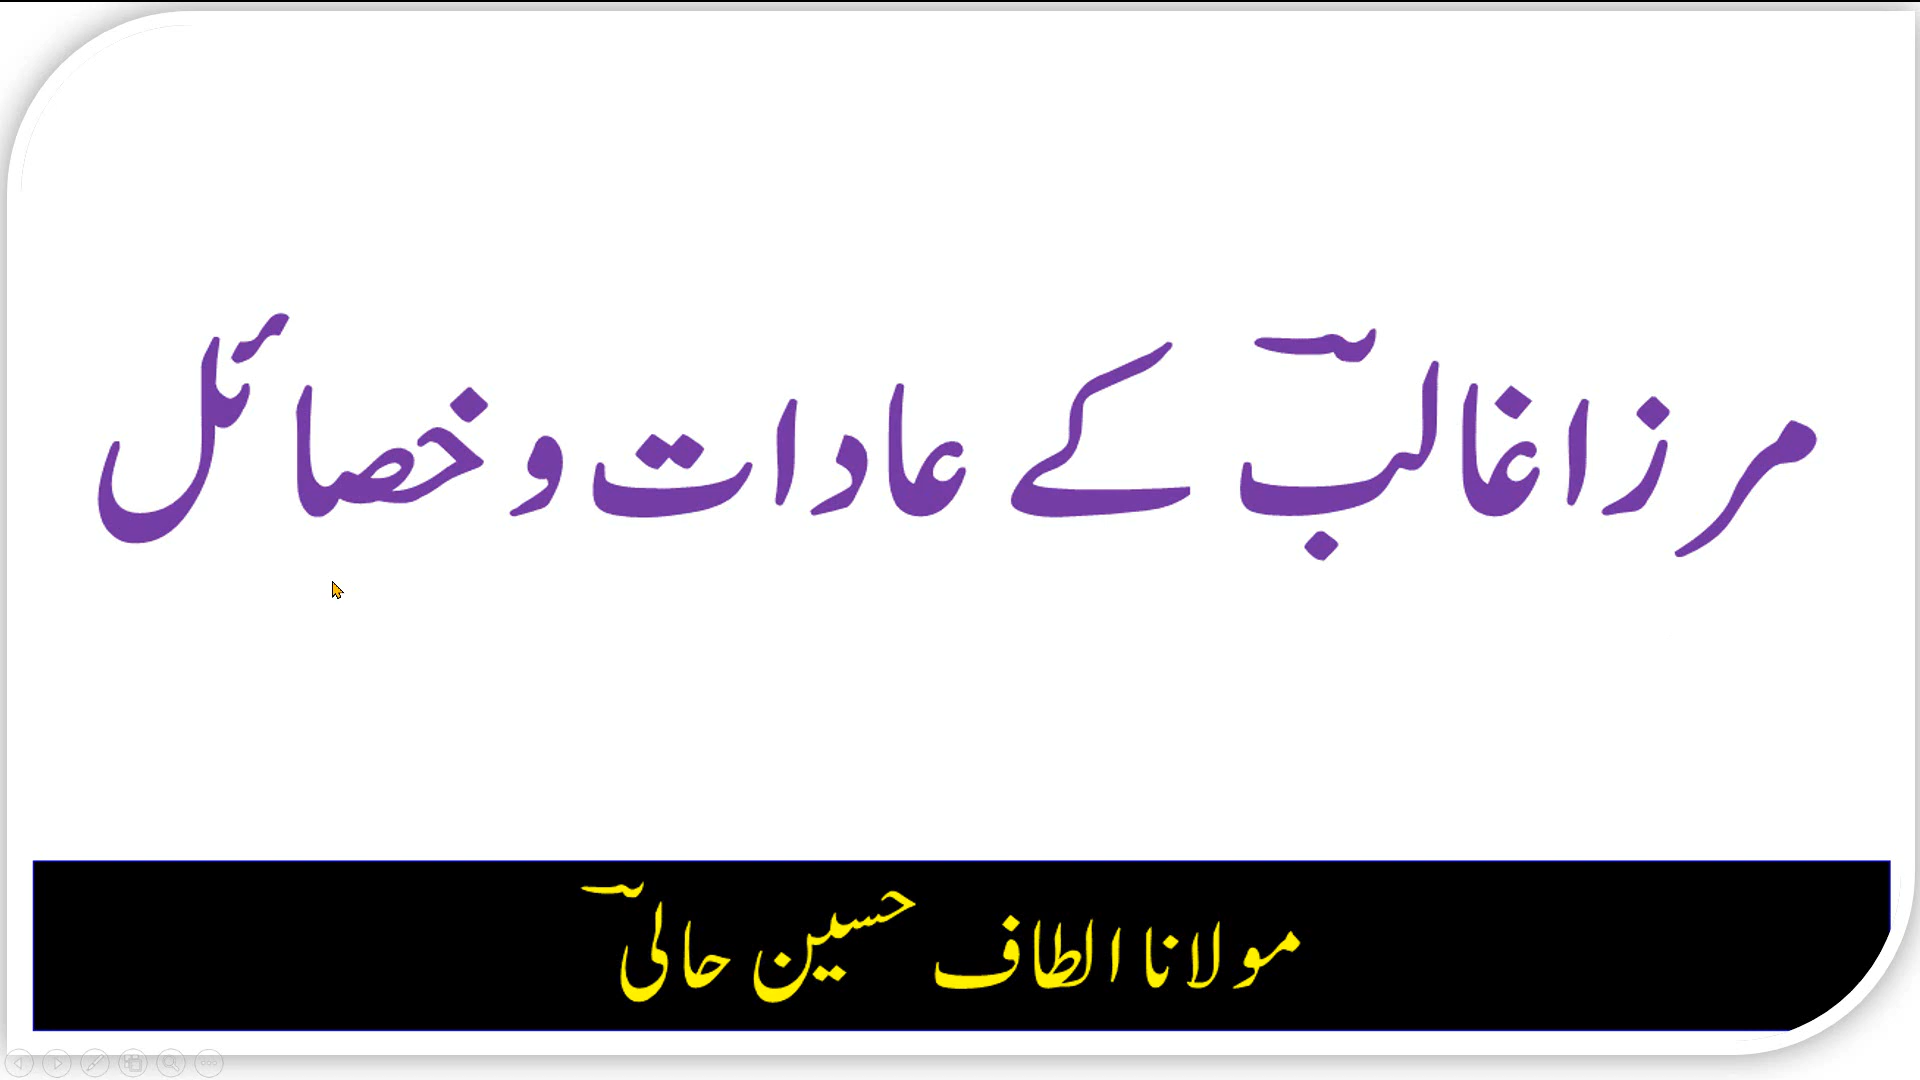 مرزا غالبؔ کے عادات و خصائل
مولانا الطاف حسین حالیؔ